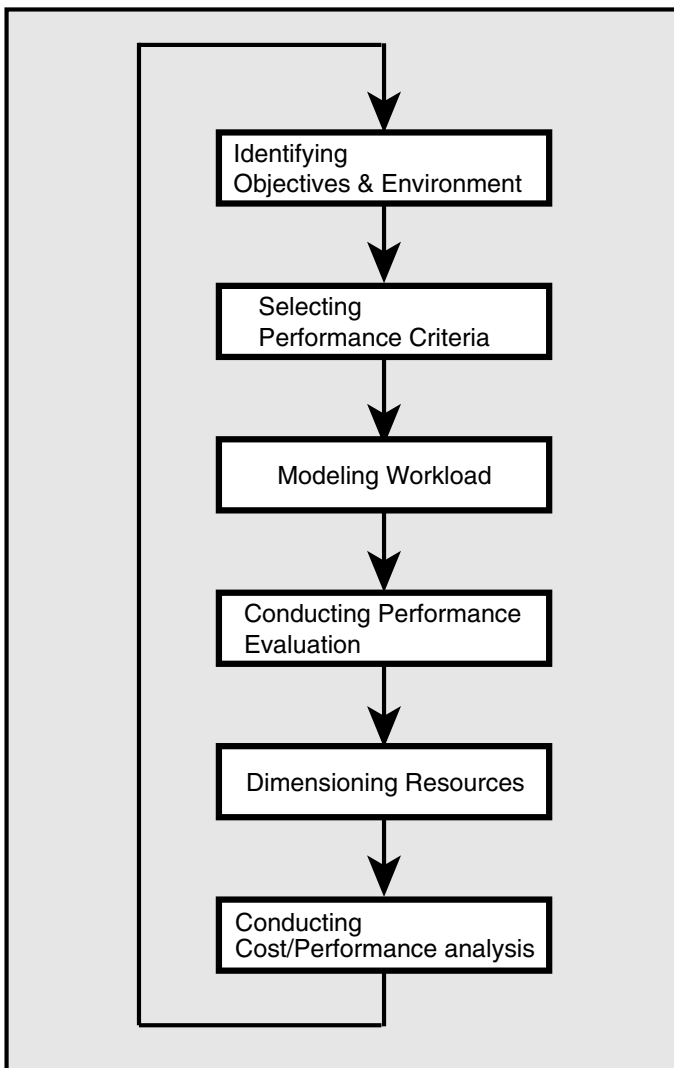 Identifying
Objectives & Environment
Selecting
Performance Criteria
Modeling Workload
Conducting Performance
Evaluation
Dimensioning Resources
Conducting
Cost/Performance analysis